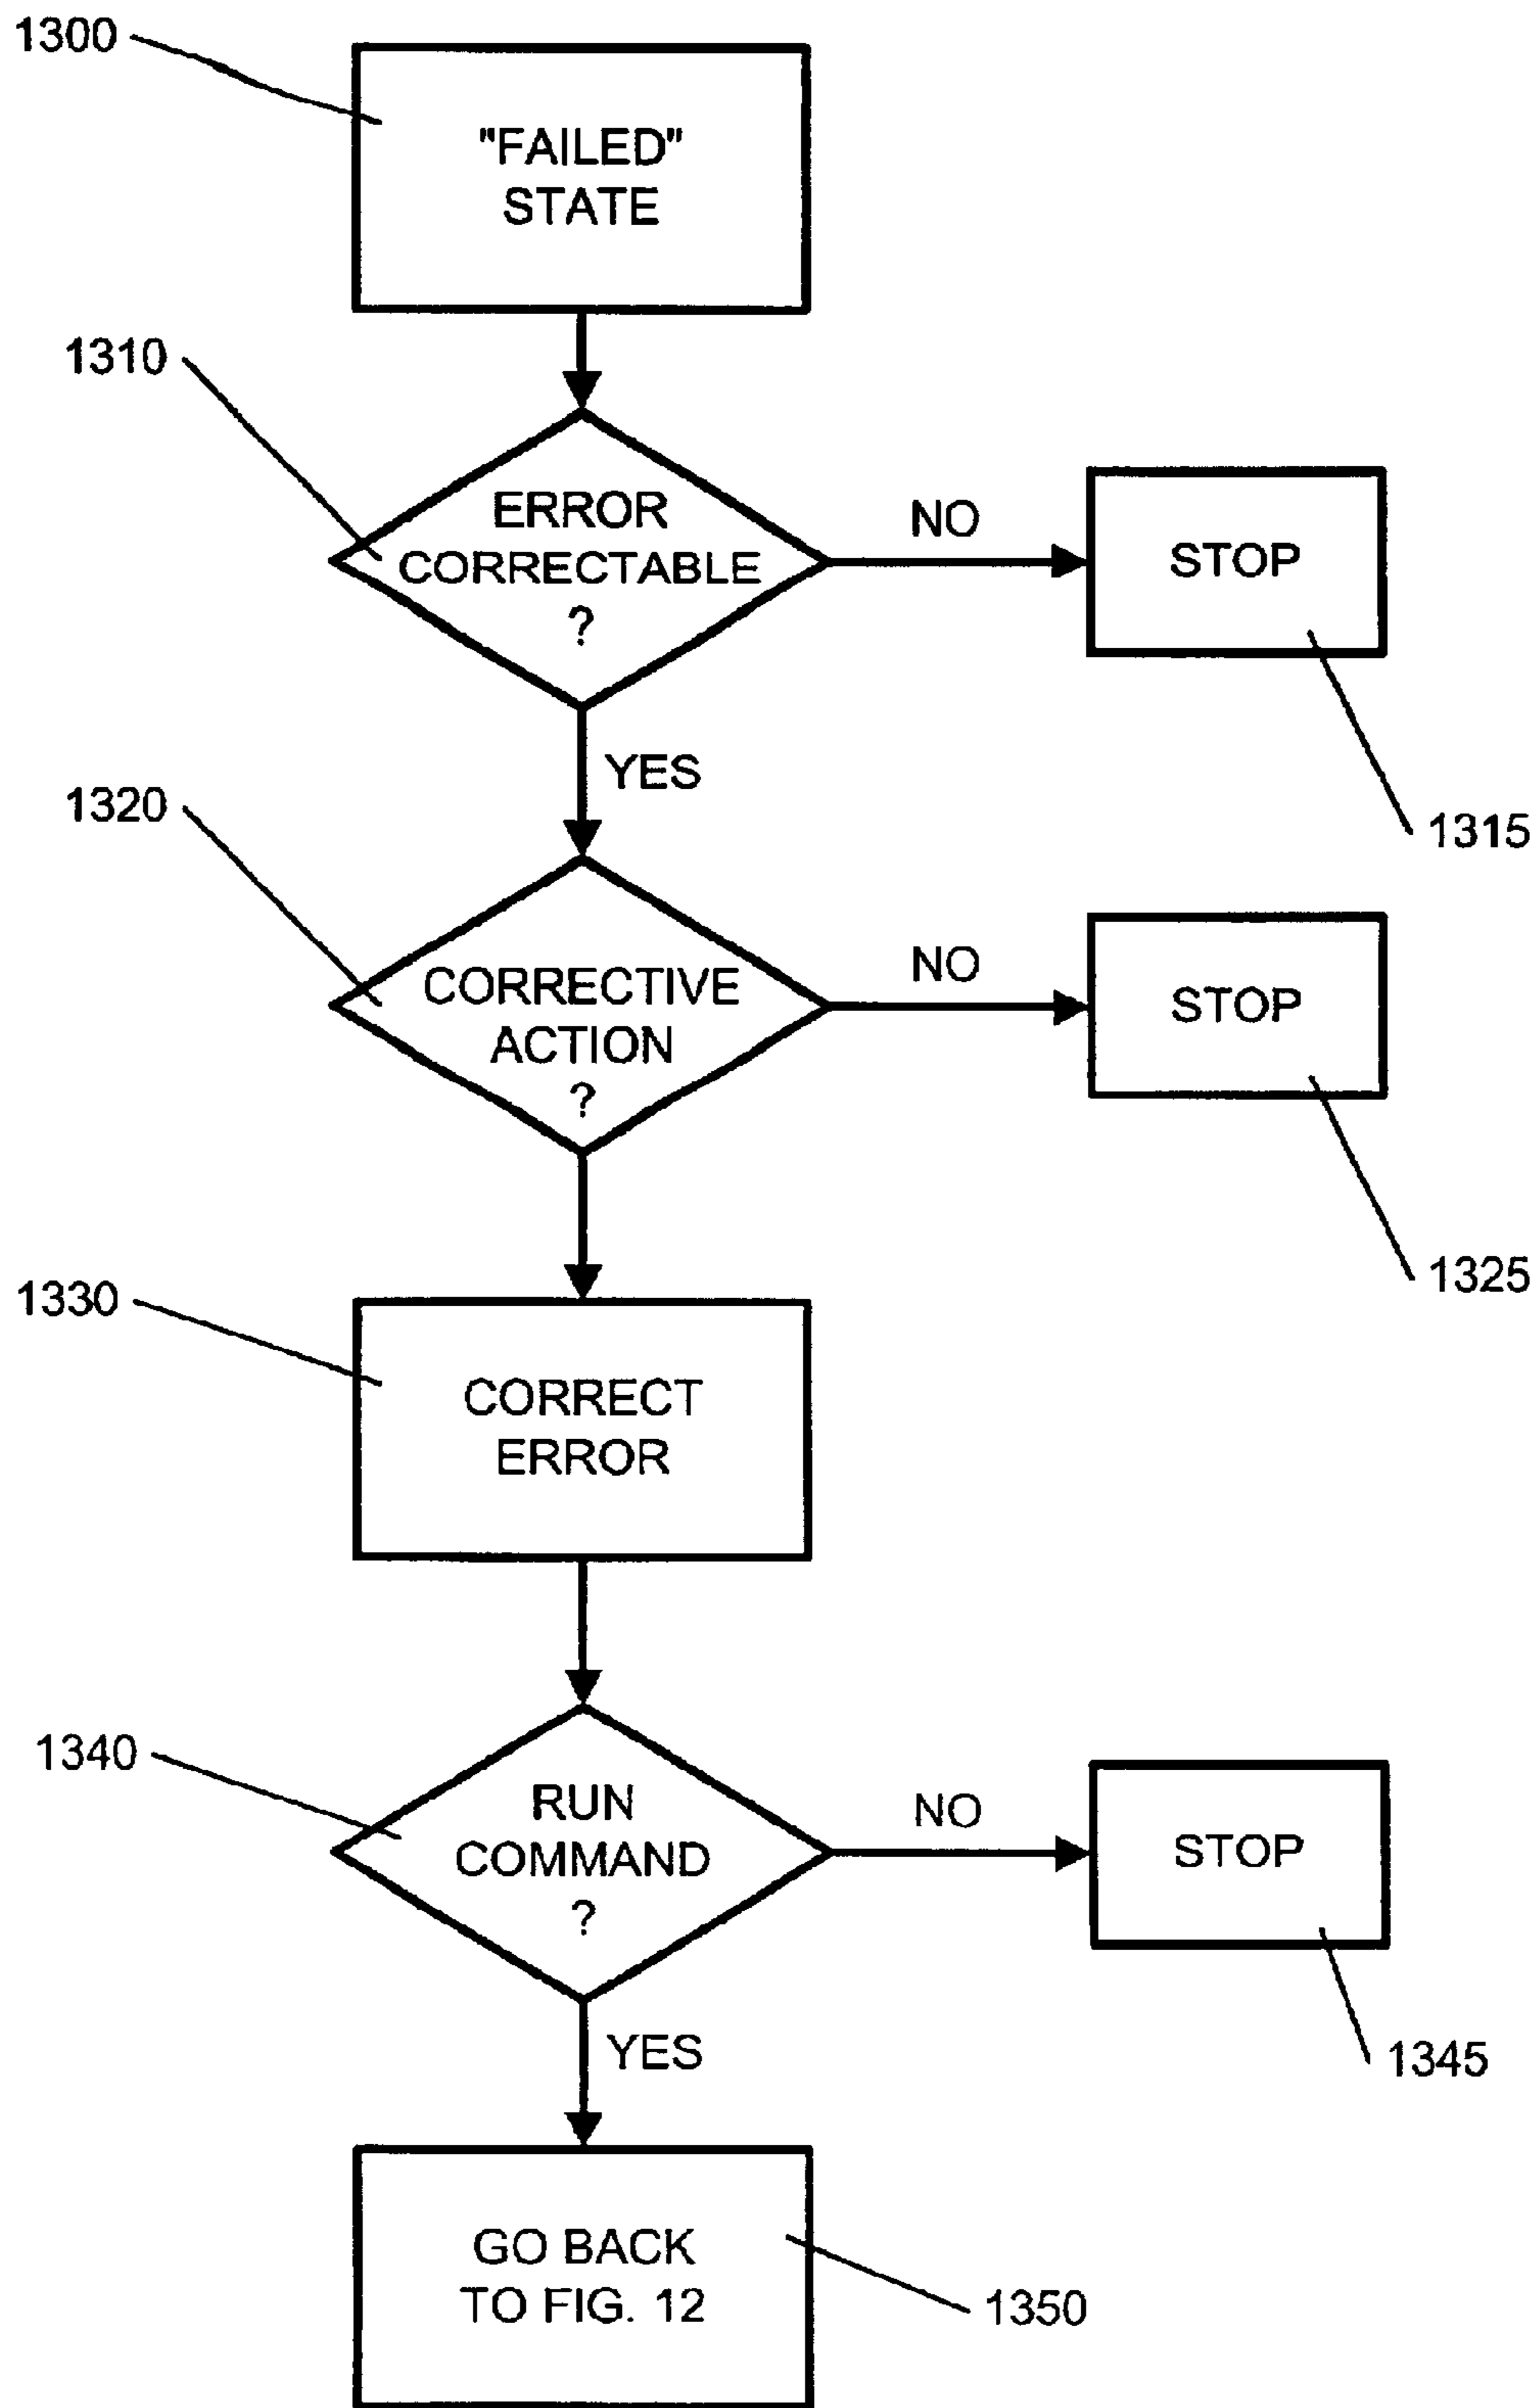 1300
"FAILED"
STATE
1310
ERROR
CORRECTABLE
?
NO
STOP
1315
YES
1320
CORRECTIVE
ACTION
?
NO
STOP
1325
1330
CORRECT
ERROR
1340
RUN
COMMAND
?
NO
STOP
1345
YES
GO BACK
TO FIG. 12
1350